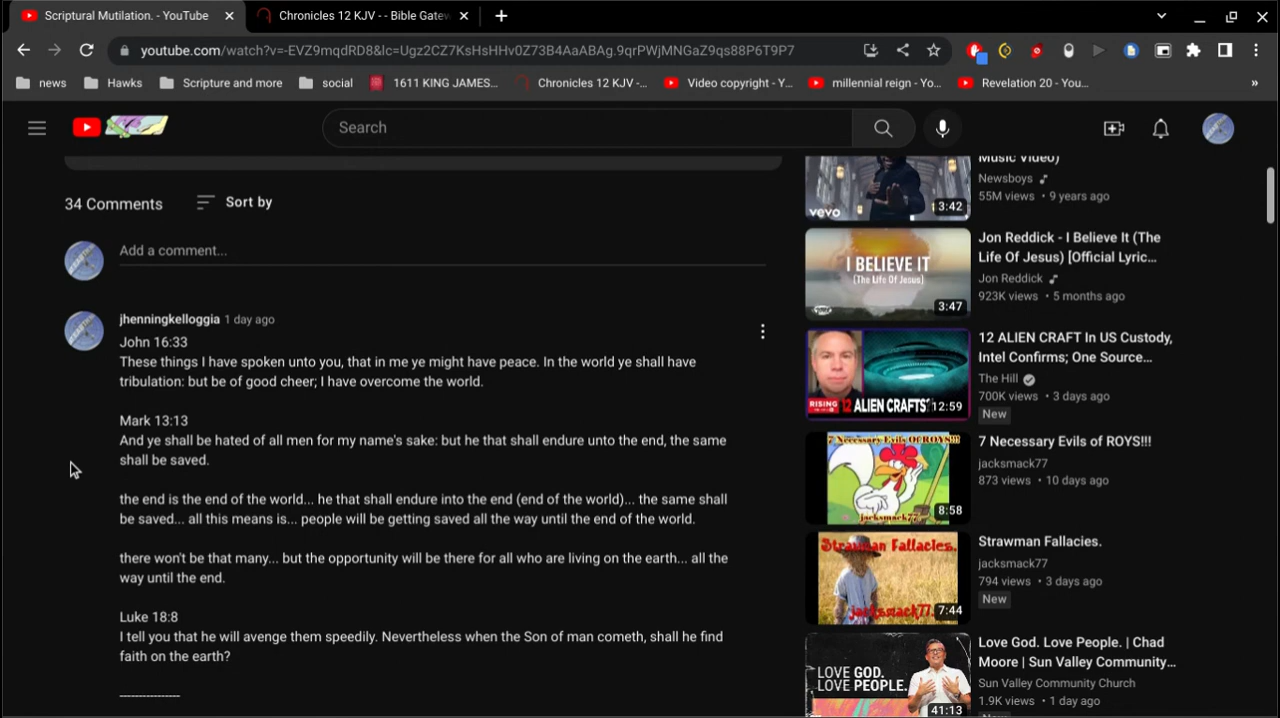 Scriptural Mutilation. - YouTube
Chronicles 12 KJV - - Bible Gatew
youtube.com/watch?v=-EVZ9mqdRD8&lc=Ugz2CZ7KsHsHHv0Z73B4AaABAg.9qrPWjMNGaZ9qs88P6T9P7
news
Hawks
Scripture and more
social
1611 KING JAMES...
Chronicles 12 KJV -...
Video copyright - Y...
millennial reign - Yo...
Revelation 20 - You...
»
Search
34 Comments
Sort by
Add a comment...
jhenningkelloggia 1 day ago
John 16:33
These things I have spoken unto you, that in me ye might have peace. In the world ye shall have
tribulation: but be of good cheer; I have overcome the world.
Mark 13:13
And ye shall be hated of all men for my name's sake: but he that shall endure unto the end, the same
shall be saved.
the end is the end of the world... he that shall endure into the end (end of the world)... the same shall
be saved... all this means is... people will be getting saved all the way until the end of the world.
there won't be that many... but the opportunity will be there for all who are living on the earth... all the
way until the end.
Luke 18:8
I tell you that he will avenge them speedily. Nevertheless when the Son of man cometh, shall he find
faith on the earth?
----------------
vevo
3:42
Music Video)
Newsboys
55M views • 9 years ago
I BELIEVE IT
(The Life Of Jesus)
3:47
Jon Reddick - I Believe It (The
Life Of Jesus) [Official Lyric...
Jon Reddick
923K views • 5 months ago
RISING
12 ALIEN CRAFTS
12:59
12 ALIEN CRAFT In US Custody,
Intel Confirms; One Source...
The Hill
700K views • 3 days ago
New
7 Necessary Evils Of ROYS!!!
jacksmack77
8:58
7 Necessary Evils of ROYS!!!
jacksmack77
873 views • 10 days ago
Strawman Fallacies.
jacksmack77
7:44
Strawman Fallacies.
jacksmack77
794 views • 3 days ago
New
LOVE GOD.
LOVE PEOPLE.
41:13
Love God. Love People. | Chad
Moore | Sun Valley Community...
Sun Valley Community Church
1.9K views • 1 day ago